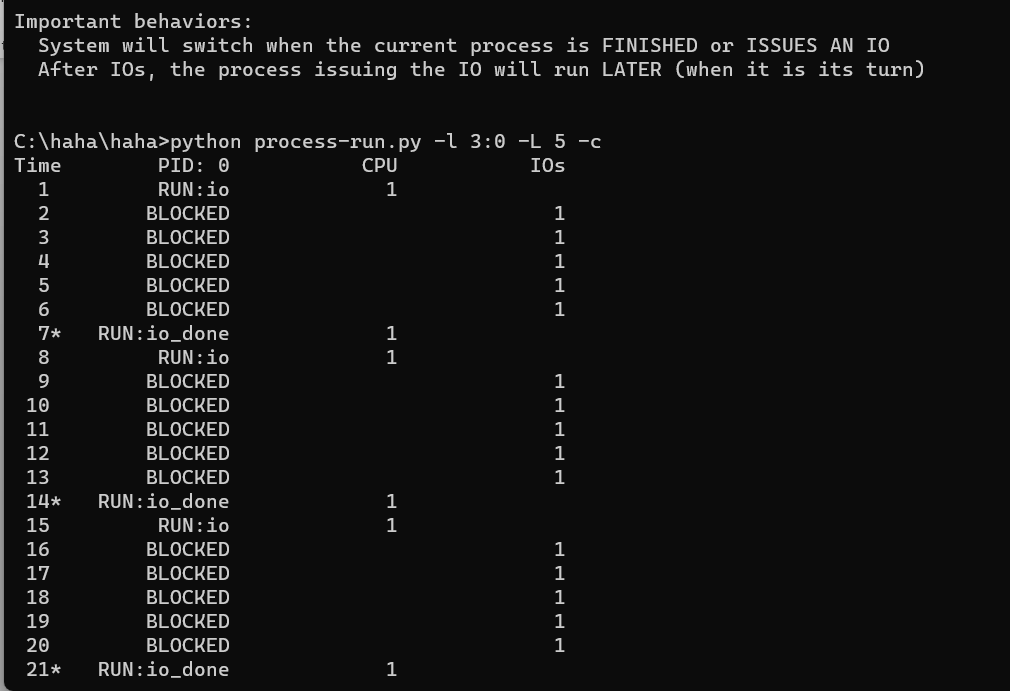 Important behaviors:
  System will switch when the current process is FINISHED or ISSUES AN IO
  After IOs, the process issuing the IO will run LATER (when it is its turn)
C:\haha\haha>python process-run.py -l 3:0 -L 5 -c
Time        PID: 0           CPU           IOs
  1         RUN:io             1
  2        BLOCKED                           1
  3        BLOCKED                           1
  4        BLOCKED                           1
  5        BLOCKED                           1
  6        BLOCKED                           1
  7*   RUN:io_done             1
  8         RUN:io             1
  9        BLOCKED                           1
 10        BLOCKED                           1
 11        BLOCKED                           1
 12        BLOCKED                           1
 13        BLOCKED                           1
 14*   RUN:io_done             1
 15         RUN:io             1
 16        BLOCKED                           1
 17        BLOCKED                           1
 18        BLOCKED                           1
 19        BLOCKED                           1
 20        BLOCKED                           1
 21*   RUN:io_done             1